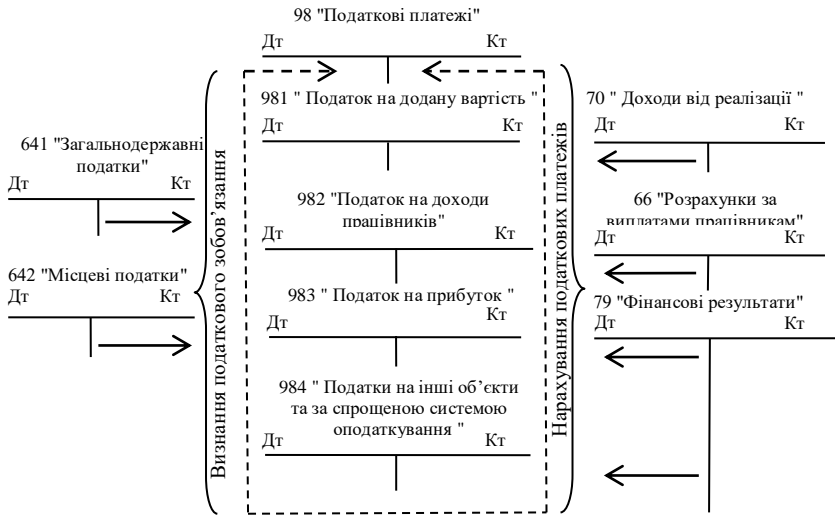 98 "Податкові платежі"
Дт Кт
981 " Податок на додану вартість "
Дт Кт
982 "Податок на доходи
працівників"
Дт Кт
983 " Податок на прибуток "
Дт Кт
984 " Податки на інші об’єкти
та за спрощеною системою
оподаткування "
Дт Кт
641 "Загальнодержавні
податки"
Дт Кт
642 "Місцеві податки"
Дт Кт
Визнання податкового зобов’язання
Нарахування податкових платежів
70 " Доходи від реалізації "
Дт Кт
66 "Розрахунки за
виплатами працівникам"
Дт Кт
79 "Фінансові результати"
Дт Кт